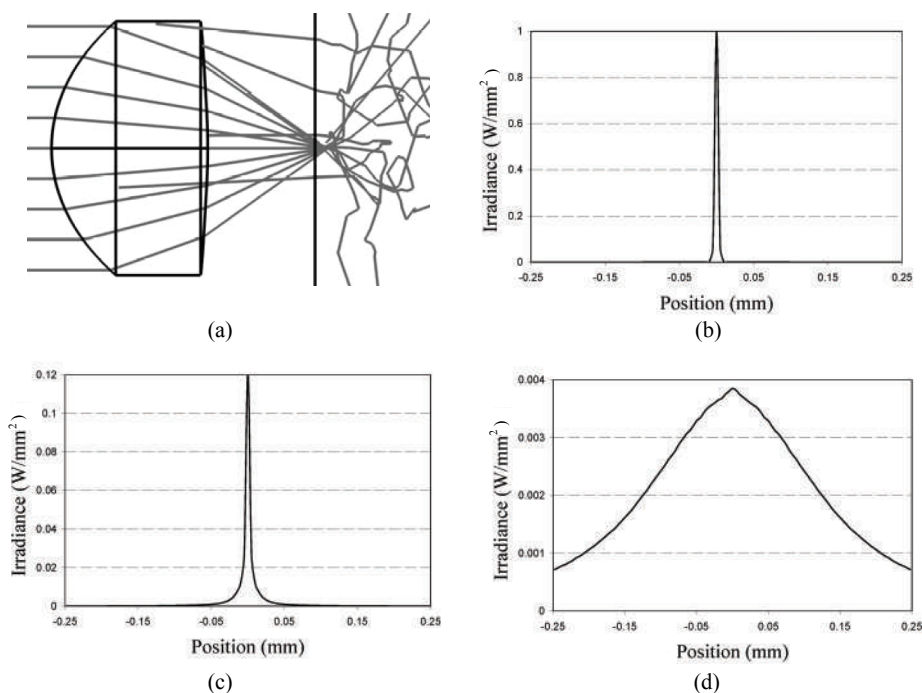 (a)
1
0.8
0.6
0.4
0.2
0
-0.25 -0.15 -0.05 0.05 0.15 0.25
Irradiance (W/mm²)
Position (mm)
(b)
0.12
0.1
0.08
0.06
0.04
0.02
0
-0.25 -0.15 -0.05 0.05 0.15 0.25
Irradiance (W/mm²)
Position (mm)
(c)
0.004
0.003
0.002
0.001
0
-0.25 -0.15 -0.05 0.05 0.15 0.25
Irradiance (W/mm²)
Position (mm)
(d)